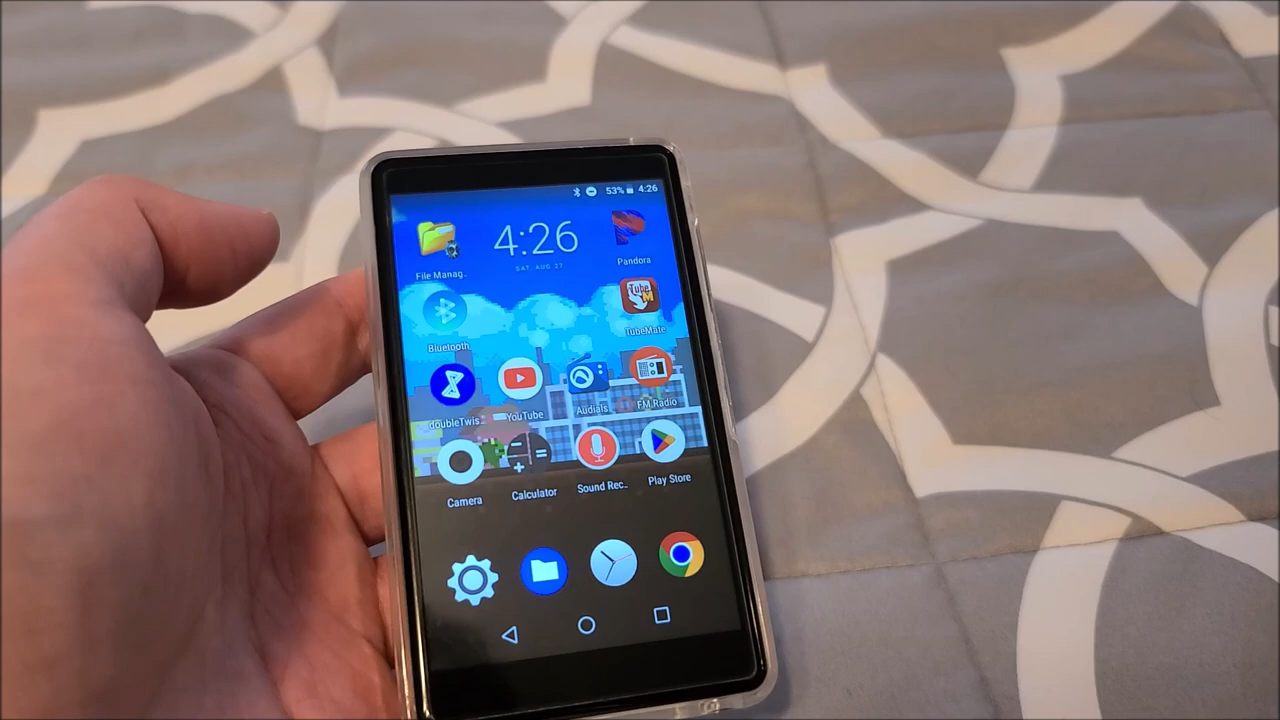 53% 4:26
4:26
SAT, AUG 27
File Manag..
Pandora
Tube
M
TubeMate
Bluetooth
doubleTwis..
YouTube
Audials
FM Radio
Camera
Calculator
Sound Rec..
Play Store